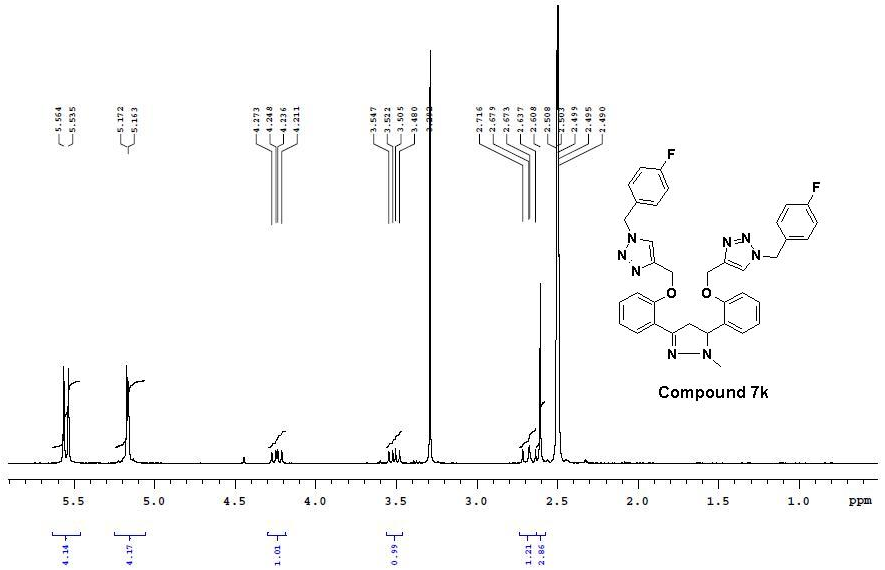 5.564
5.535
5.172
5.163
4.273
4.248
4.236
4.211
3.547
3.522
3.505
3.480
3.292
2.716
2.679
2.673
2.637
2.608
2.508
2.503
2.499
2.495
2.490
F
F
N
N
N
N
N
N
O
O
N
N
Compound 7k
5.5
5.0
4.5
4.0
3.5
3.0
2.5
2.0
1.5
1.0
ppm
4.14
4.17
1.01
0.99
1.21
2.86